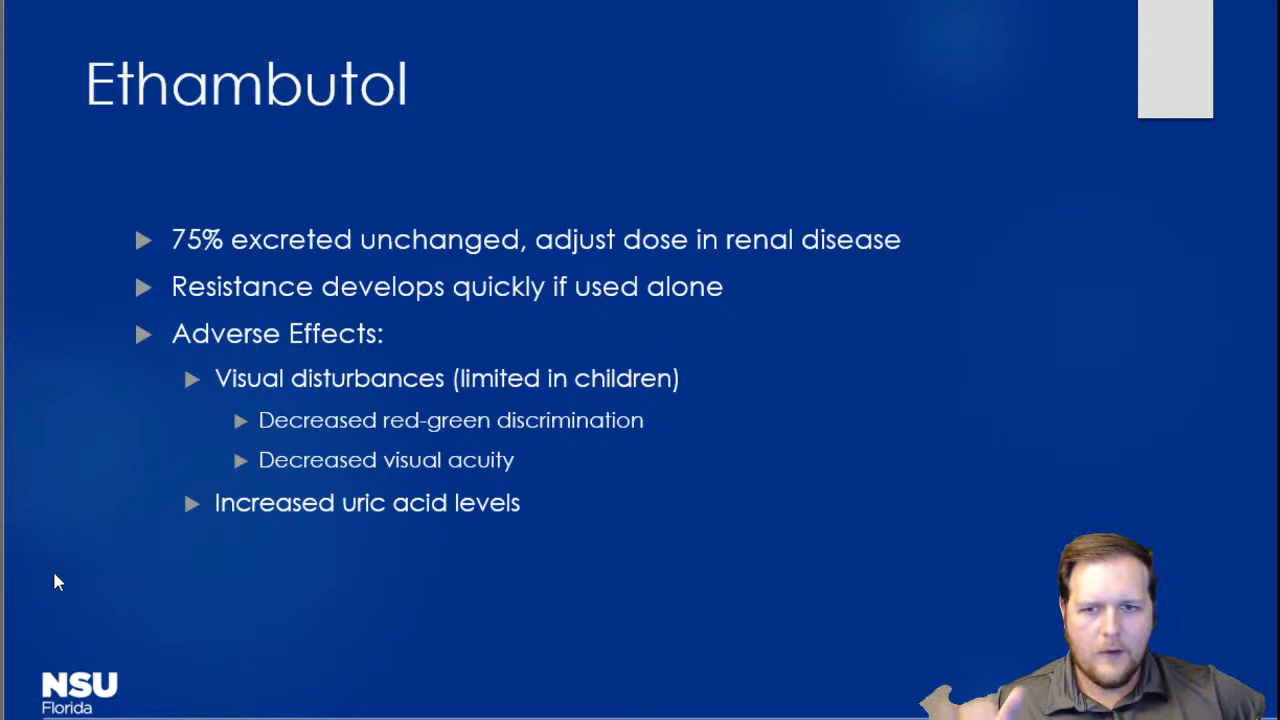 Ethambutol
75% excreted unchanged, adjust dose in renal disease
Resistance develops quickly if used alone
Adverse Effects:
Visual disturbances (limited in children)
Decreased red-green discrimination
Decreased visual acuity
Increased uric acid levels
NSU
Florida